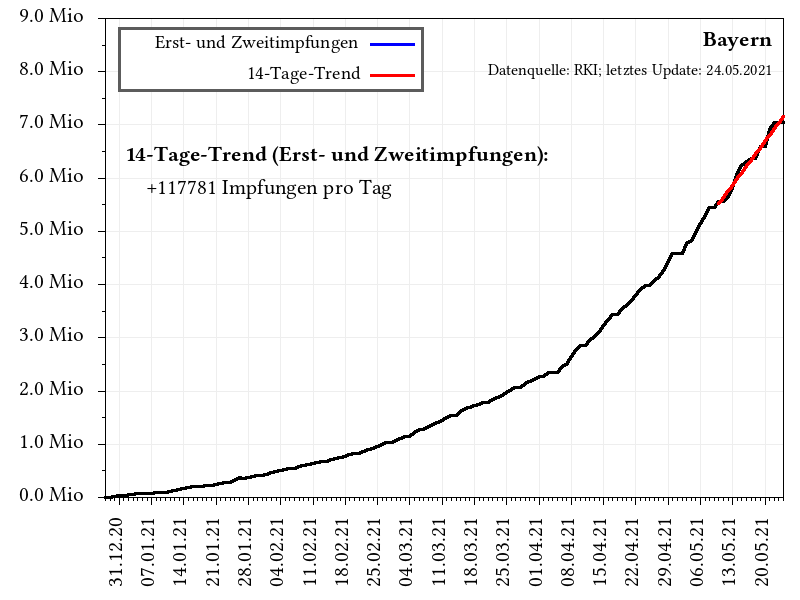 9.0 Mio
8.0 Mio
7.0 Mio
6.0 Mio
5.0 Mio
4.0 Mio
3.0 Mio
2.0 Mio
1.0 Mio
0.0 Mio
Erst- und Zweitimpfungen
14-Tage-Trend
Bayern
Datenquelle: RKI; letztes Update: 24.05.2021
14-Tage-Trend (Erst- und Zweitimpfungen):
+117781 Impfungen pro Tag
31.12.20
07.01.21
14.01.21
21.01.21
28.01.21
04.02.21
11.02.21
18.02.21
25.02.21
04.03.21
11.03.21
18.03.21
25.03.21
01.04.21
08.04.21
15.04.21
22.04.21
29.04.21
06.05.21
13.05.21
20.05.21